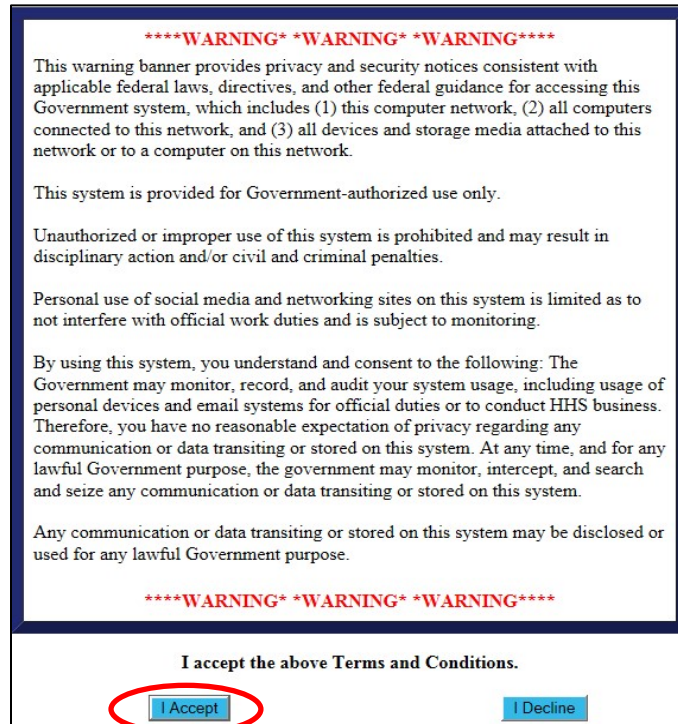 ****WARNING* *WARNING* *WARNING****
This warning banner provides privacy and security notices consistent with
applicable federal laws, directives, and other federal guidance for accessing this
Government system, which includes (1) this computer network, (2) all computers
connected to this network, and (3) all devices and storage media attached to this
network or to a computer on this network.
This system is provided for Government-authorized use only.
Unauthorized or improper use of this system is prohibited and may result in
disciplinary action and/or civil and criminal penalties.
Personal use of social media and networking sites on this system is limited as to
not interfere with official work duties and is subject to monitoring.
By using this system, you understand and consent to the following: The
Government may monitor, record, and audit your system usage, including usage of
personal devices and email systems for official duties or to conduct HHS business.
Therefore, you have no reasonable expectation of privacy regarding any
communication or data transiting or stored on this system. At any time, and for any
lawful Government purpose, the government may monitor, intercept, and search
and seize any communication or data transiting or stored on this system.
Any communication or data transiting or stored on this system may be disclosed or
used for any lawful Government purpose.
****WARNING* *WARNING* *WARNING****
I accept the above Terms and Conditions.
I Accept
I Decline